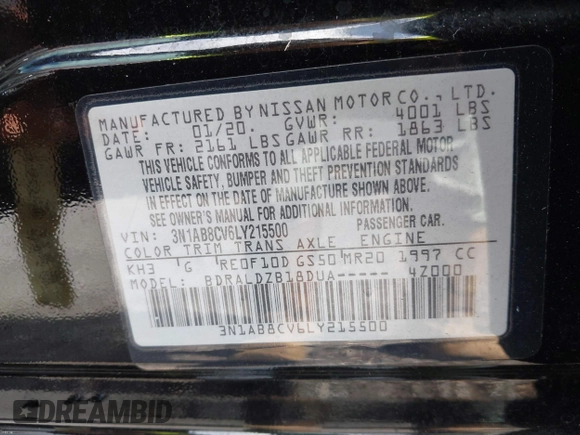 MANUFACTURED BY NISSAN MOTOR CO., LTD.
DATE: 01/20. GVWR: 4001 LBS
GAWR FR: 2161 LBS GAWR RR: 1863 LBS
THIS VEHICLE CONFORMS TO ALL APPLICABLE FEDERAL MOTOR
VEHICLE SAFETY, BUMPER AND THEFT PREVENTION STANDARDS
IN EFFECT ON THE DATE OF MANUFACTURE SHOWN ABOVE.
SEE OWNER'S MANUAL FOR ADDITIONAL INFORMATION.
VIN: 3N1AB8CV6LY215500 PASSENGER CAR.
COLOR TRIM TRANS AXLE ENGINE
KH3 G RE0F10D GS50 MR20 1997 CC
MODEL: BDRALDZB18DUA----- 4Z000
3N1AB8CV6LY215500
DREAMBID